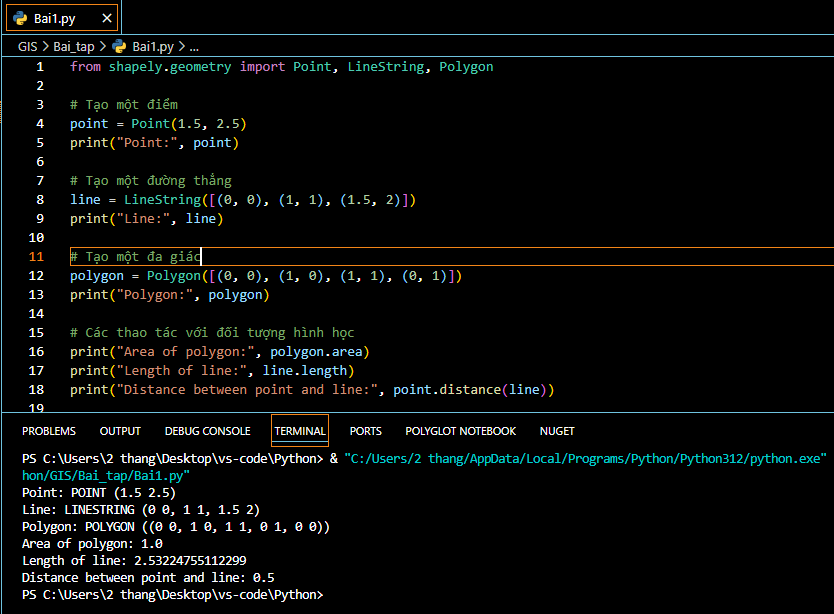 Bai1.py
GIS > Bai_tap > Bai1.py > ...
1 from shapely.geometry import Point, LineString, Polygon
2
3 # Tạo một điểm
4 point = Point(1.5, 2.5)
5 print("Point:", point)
6
7 # Tạo một đường thẳng
8 line = LineString([(0, 0), (1, 1), (1.5, 2)])
9 print("Line:", line)
10
11 # Tạo một đa giác
12 polygon = Polygon([(0, 0), (1, 0), (1, 1), (0, 1)])
13 print("Polygon:", polygon)
14
15 # Các thao tác với đối tượng hình học
16 print("Area of polygon:", polygon.area)
17 print("Length of line:", line.length)
18 print("Distance between point and line:", point.distance(line))
19
PROBLEMS OUTPUT DEBUG CONSOLE TERMINAL PORTS POLYGLOT NOTEBOOK NUGET
PS C:\Users\2 thang\Desktop\vs-code\Python> & "C:/Users/2 thang/AppData/Local/Programs/Python/Python312/python.exe"
hon/GIS/Bai_tap/Bai1.py"
Point: POINT (1.5 2.5)
Line: LINESTRING (0 0, 1 1, 1.5 2)
Polygon: POLYGON ((0 0, 1 0, 1 1, 0 1, 0 0))
Area of polygon: 1.0
Length of line: 2.53224755112299
Distance between point and line: 0.5
PS C:\Users\2 thang\Desktop\vs-code\Python>